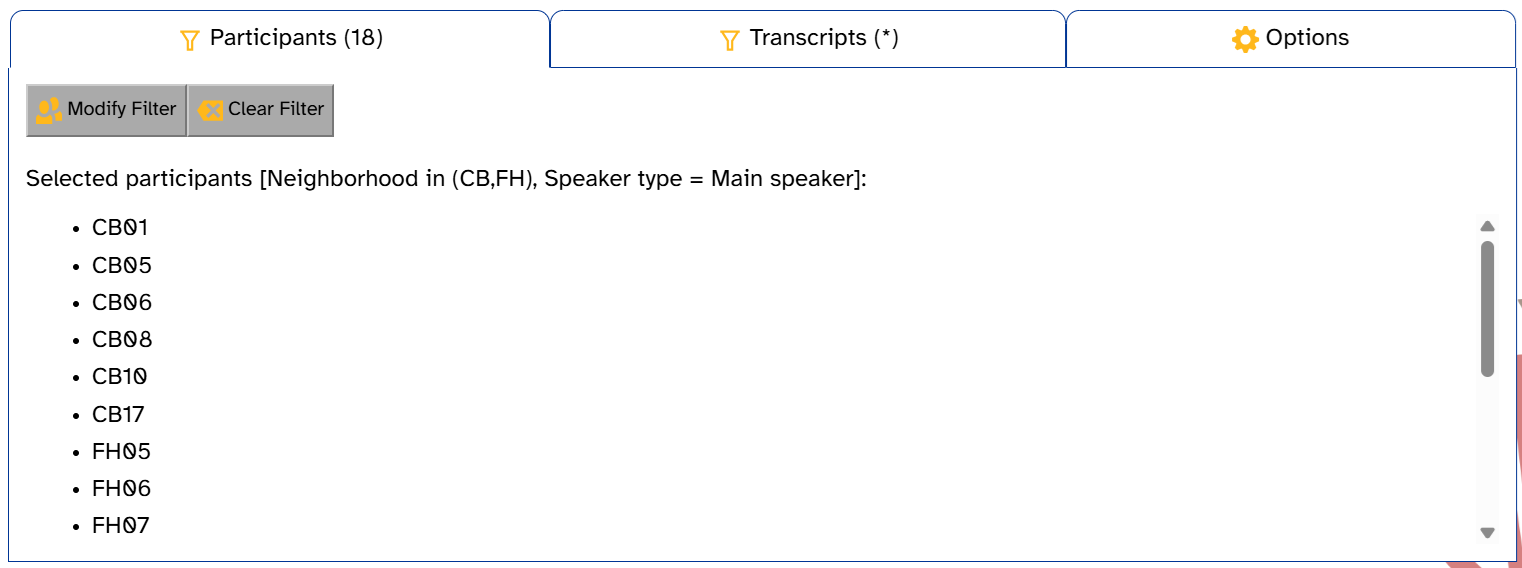 Participants (18) Transcripts (*) Options
Modify Filter Clear Filter
Selected participants [Neighborhood in (CB,FH), Speaker type = Main speaker]:
• CB01
• CB05
• CB06
• CB08
• CB10
• CB17
• FH05
• FH06
• FH07